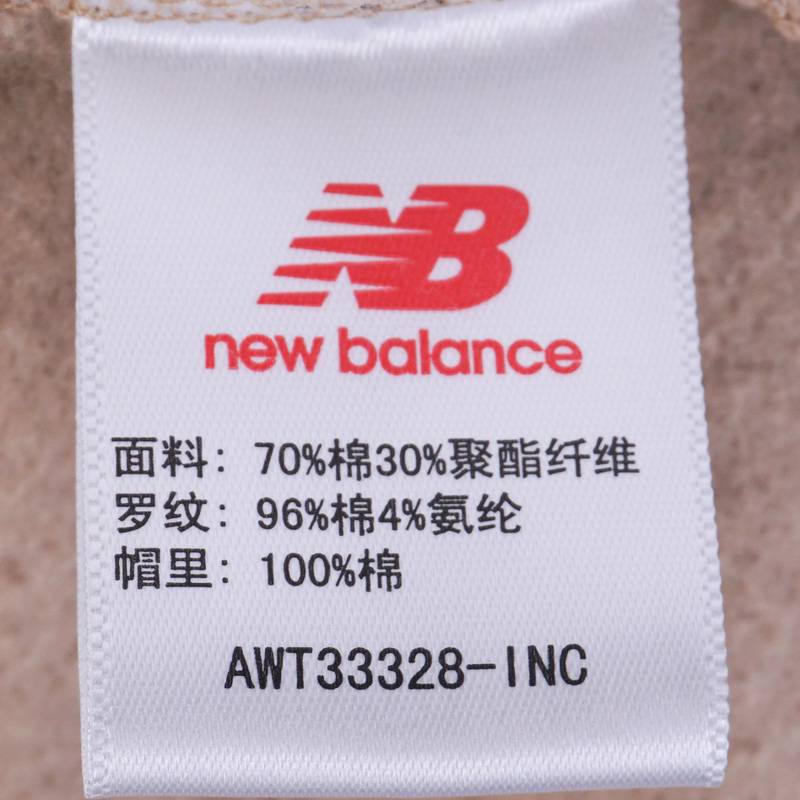 NB
new balance
面料: 70%棉30%聚酯纤维
罗纹: 96%棉4%氨纶
帽里: 100%棉
AWT33328-INC